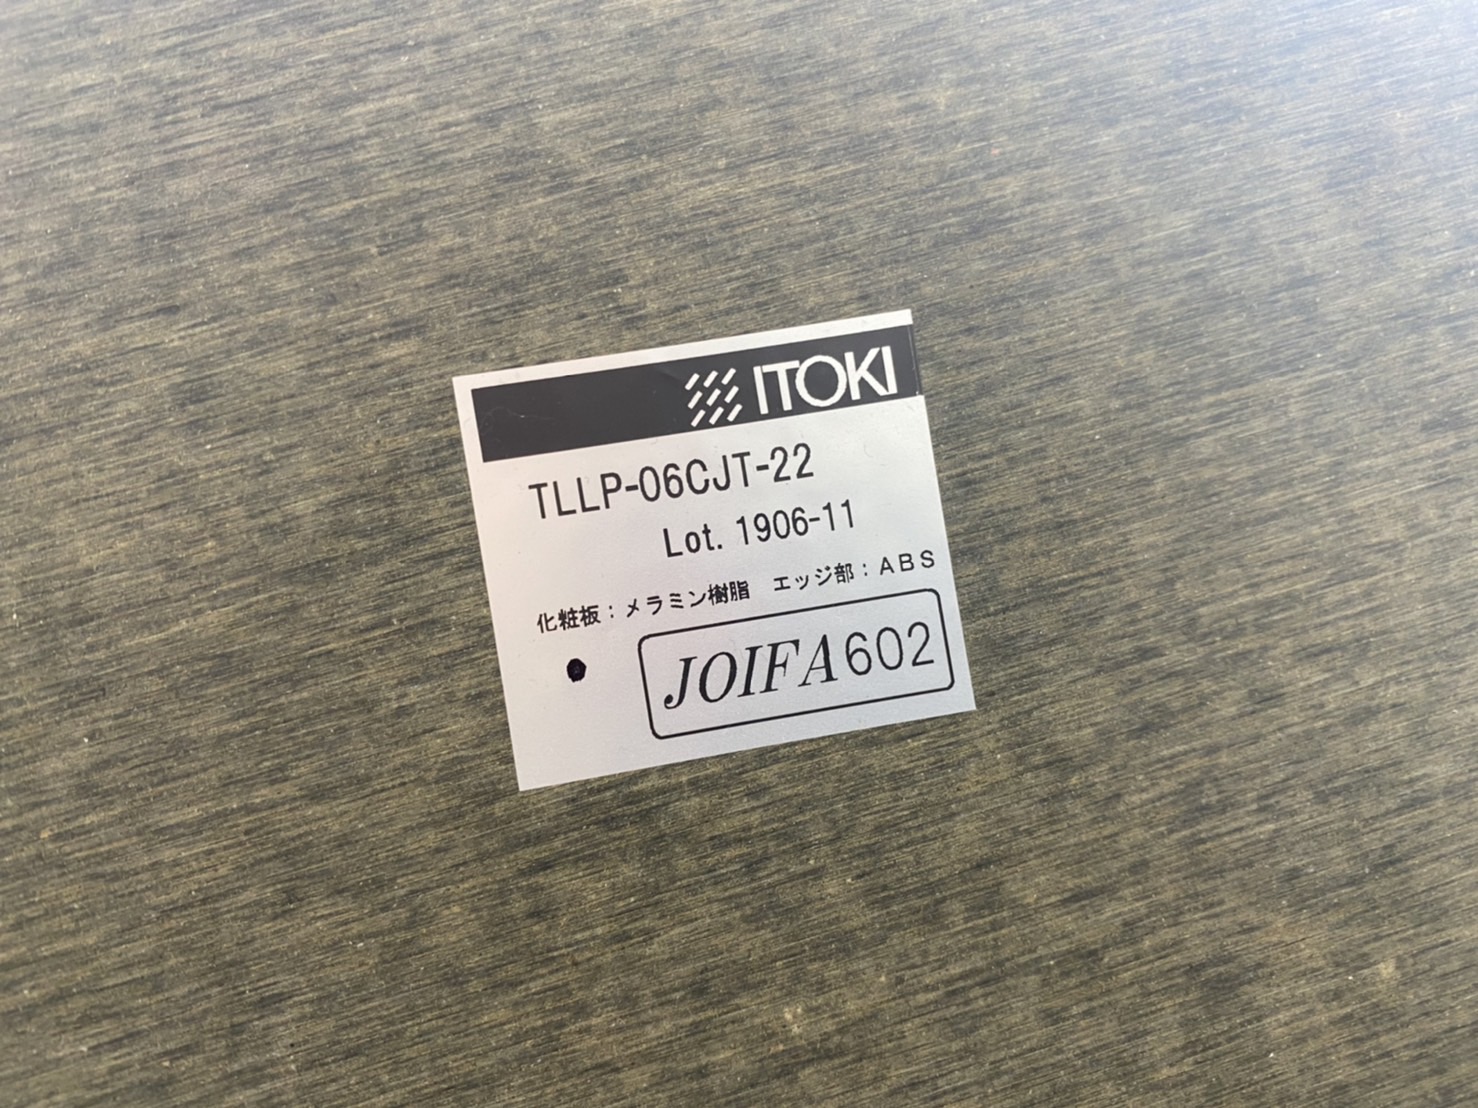 ITOKI
TLLP-06CJT-22
Lot. 1906-11
化粧板：メラミン樹脂　エッジ部：ABS
JOIFA602